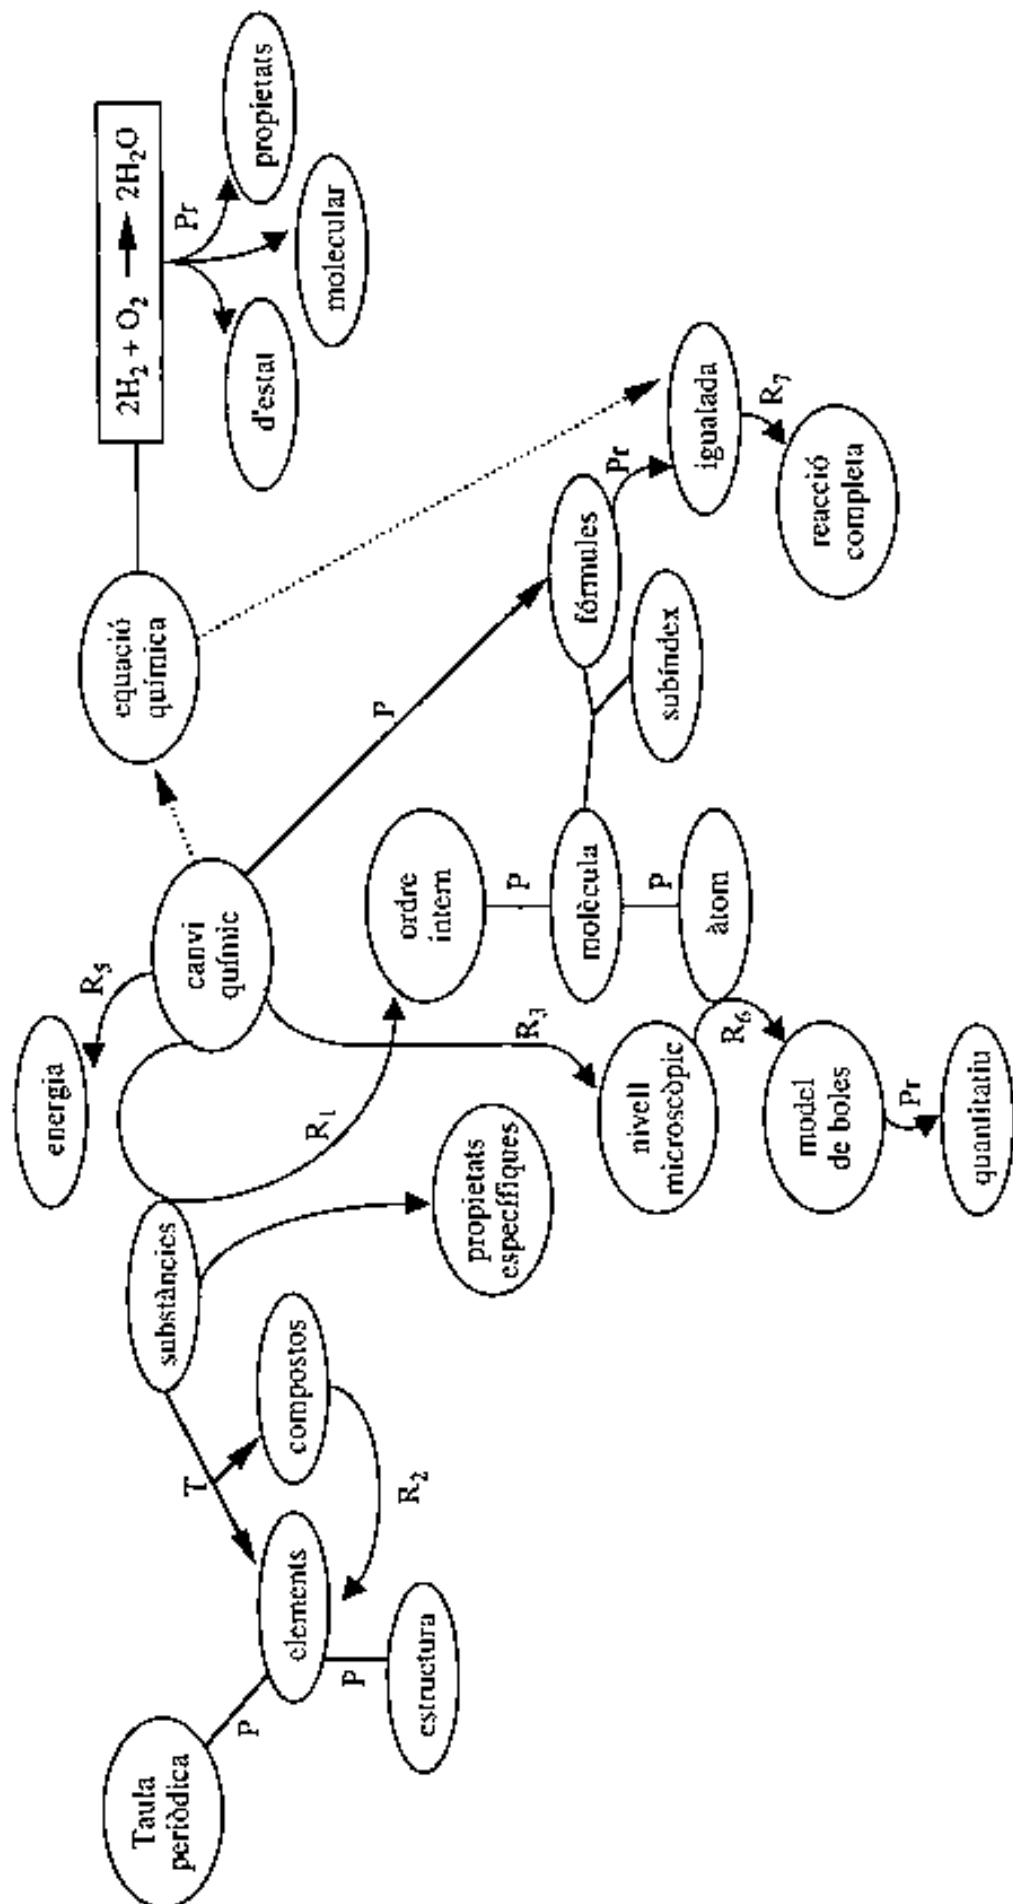 Taula
periòdica
P
elements
P
estructura
T
compostos
R2
substàncies
propietats
específiques
energia
R5
canvi
químic
R1
ordre
intern
P
molècula
P
àtom
R3
nivell
microscòpic
R6
model
de boles
Pr
quantitatiu
equació
química
P
fórmules
subíndex
Pr
igualada
R7
reacció
completa
2H2 + O2 → 2H2O
Pr
d'estat
molecular
propietats